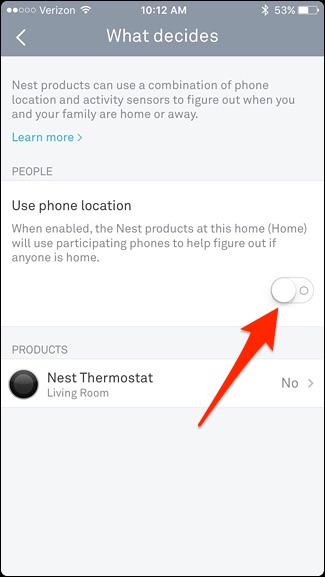 Verizon 10:12 AM 53%
What decides
Nest products can use a combination of phone
location and activity sensors to figure out when you
and your family are home or away.
Learn more >
PEOPLE
Use phone location
When enabled, the Nest products at this home (Home)
will use participating phones to help figure out if
anyone is home.
PRODUCTS
Nest Thermostat
No >
Living Room